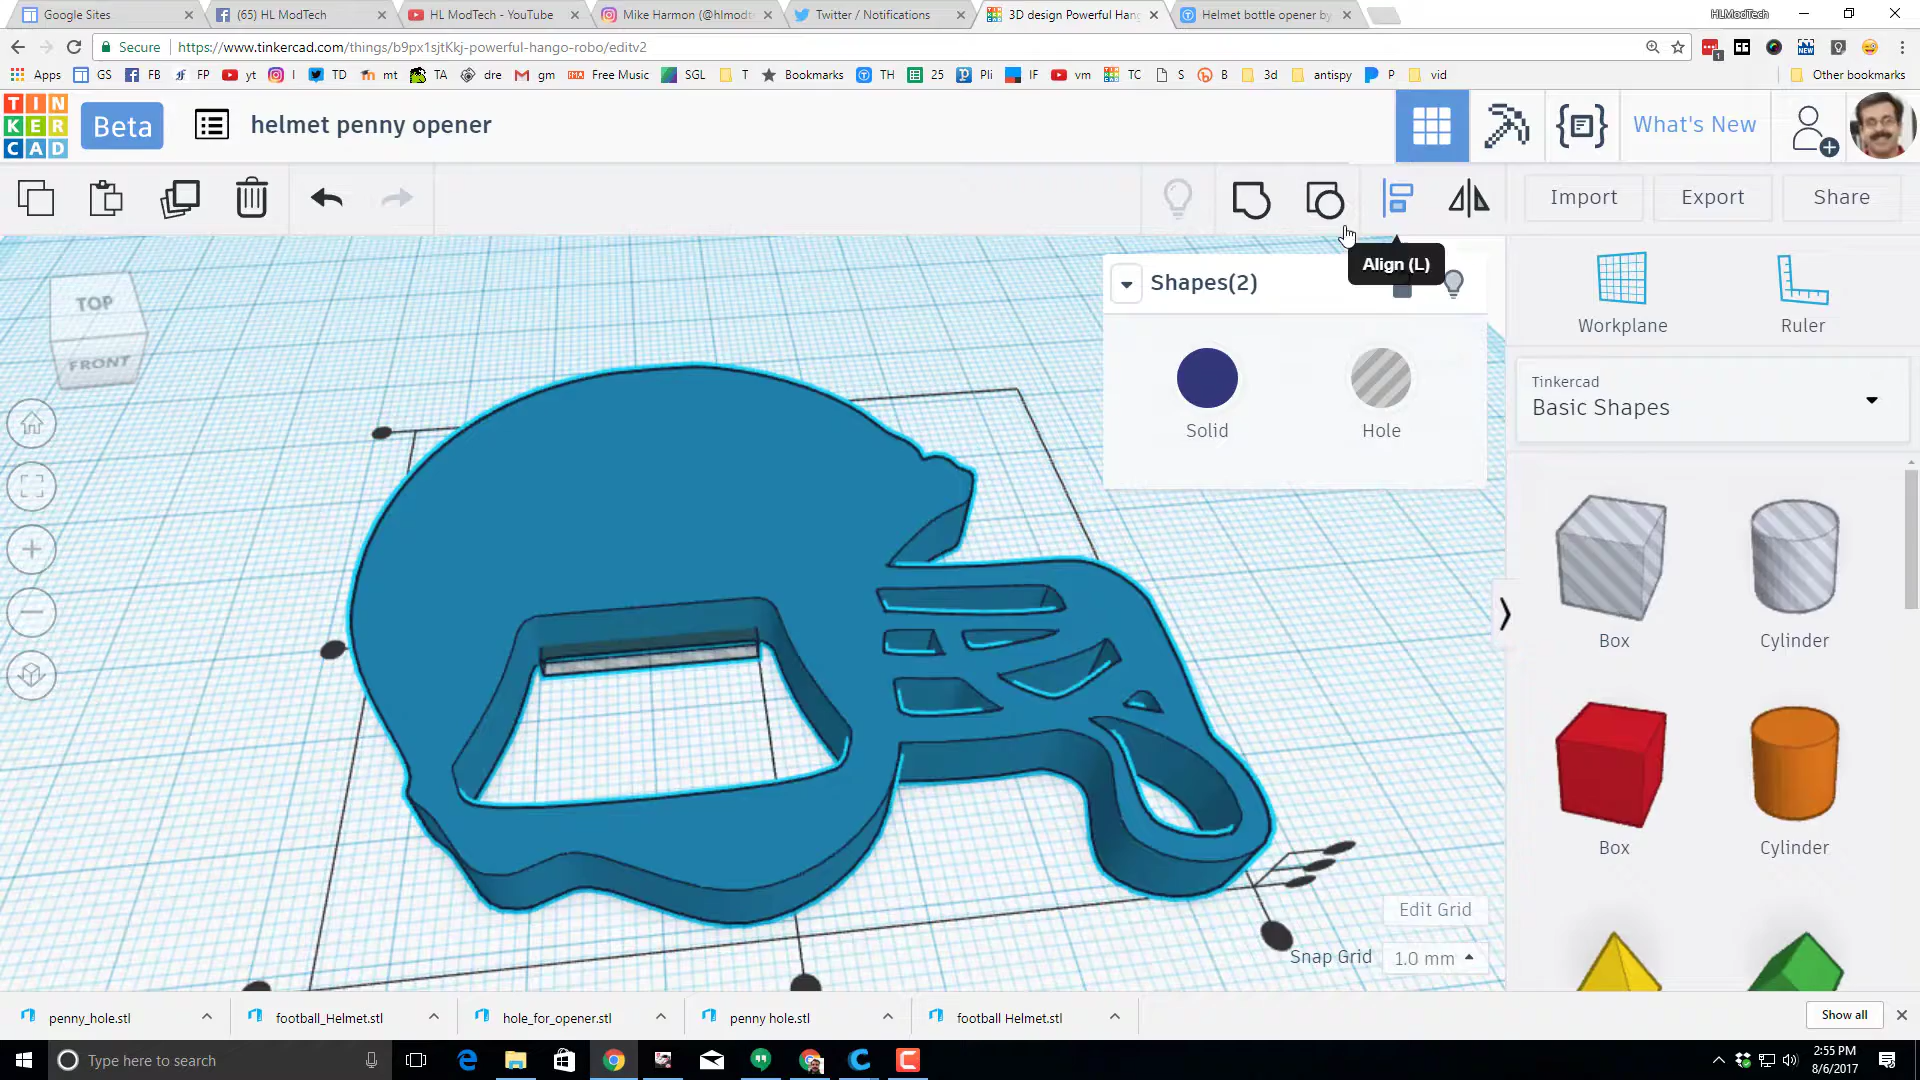 Google Sites
(65) HL ModTech
HL ModTech - YouTube
Mike Harmon (@hlmodt
Twitter / Notifications
3D design Powerful Hang
Helmet bottle opener by
HLModTech
Secure
https://www.tinkercad.com/things/b9px1sjtKkj-powerful-hango-robo/editv2
Apps
GS
FB
FP
yt
I
TD
mt
TA
dre
gm
Free Music
SGL
T
Bookmarks
TH
25
Pli
IF
vm
TC
S
B
3d
antispy
P
vid
Other bookmarks
TIN
KER
CAD
Beta
helmet penny opener
What's New
Import
Export
Share
Align (L)
TOP
FRONT
Shapes(2)
Solid
Hole
Workplane
Ruler
Tinkercad
Basic Shapes
Box
Cylinder
Box
Cylinder
Edit Grid
Snap Grid
1.0 mm
penny_hole.stl
football_Helmet.stl
hole_for_opener.stl
penny hole.stl
football Helmet.stl
Show all
Type here to search
2:55 PM
8/6/2017